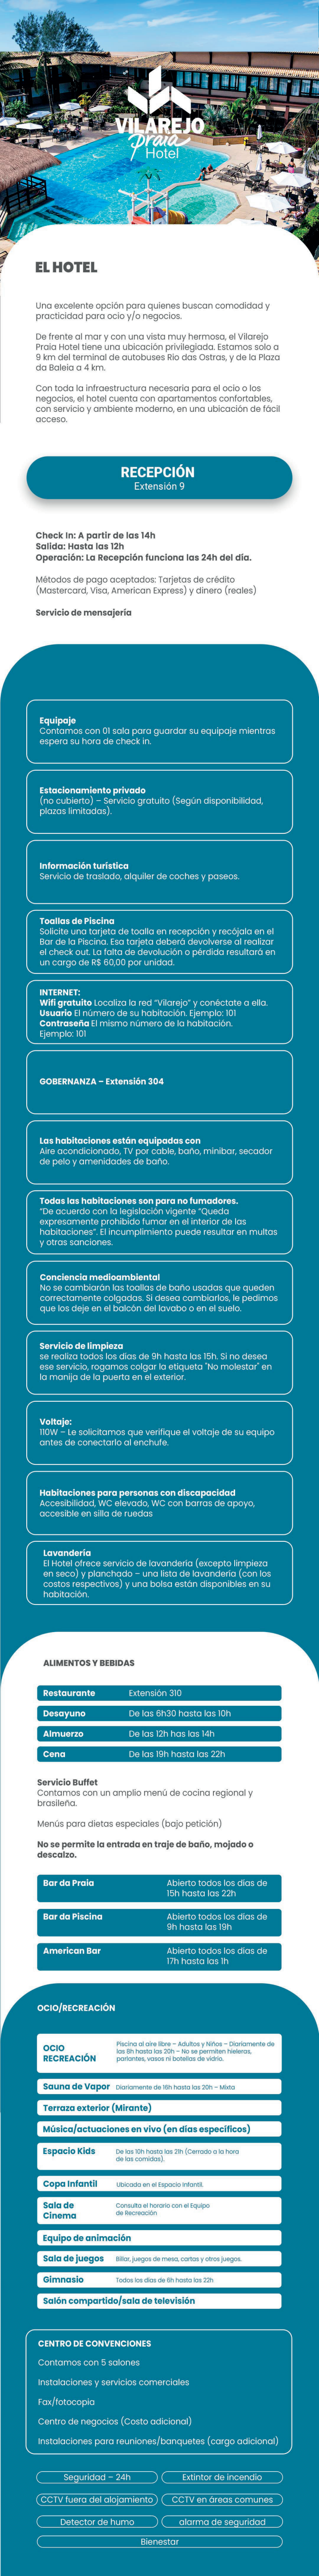 VILAREJO
Praia
Hotel
EL HOTEL
Una excelente opción para quienes buscan comodidad y
practicidad para ocio y/o negocios.
De frente al mar y con una vista muy hermosa, el Vilarejo
Praia Hotel tiene una ubicación privilegiada. Estamos solo a
9 km del terminal de autobuses Rio das Ostras, y de la Plaza
da Baleia a 4 km.
Con toda la infraestructura necesaria para el ocio o los
negocios, el hotel cuenta con apartamentos confortables,
con servicio y ambiente moderno, en una ubicación de fácil
acceso.
RECEPCIÓN
Extensión 9
Check In: A partir de las 14h
Salida: Hasta las 12h
Operación: La Recepción funciona las 24h del día.
Métodos de pago aceptados: Tarjetas de crédito
(Mastercard, Visa, American Express) y dinero (reales)
Servicio de mensajería
Equipaje
Contamos con 01 sala para guardar su equipaje mientras
espera su hora de check in.
Estacionamiento privado
(no cubierto) – Servicio gratuito (Según disponibilidad,
plazas limitadas).
Información turística
Servicio de traslado, alquiler de coches y paseos.
Toallas de Piscina
Solicite una tarjeta de toalla en recepción y recójala en el
Bar de la Piscina. Esa tarjeta deberá devolverse al realizar
el check out. La falta de devolución o pérdida resultará en
un cargo de R$ 60,00 por unidad.
INTERNET:
Wifi gratuito Localiza la red “Vilarejo” y conéctate a ella.
Usuario El número de su habitación. Ejemplo: 101
Contraseña El mismo número de la habitación.
Ejemplo: 101
GOBERNANZA – Extensión 304
Las habitaciones están equipadas con
Aire acondicionado, TV por cable, baño, minibar, secador
de pelo y amenidades de baño.
Todas las habitaciones son para no fumadores.
“De acuerdo con la legislación vigente “Queda
expresamente prohibido fumar en el interior de las
habitaciones”. El incumplimiento puede resultar en multas
y otras sanciones.
Conciencia medioambiental
No se cambiarán las toallas de baño usadas que queden
correctamente colgadas. Si desea cambiarlos, le pedimos
que los deje en el balcón del lavabo o en el suelo.
Servicio de limpieza
se realiza todos los días de 9h hasta las 15h. Si no desea
ese servicio, rogamos colgar la etiqueta "No molestar" en
la manija de la puerta en el exterior.
Voltaje:
110W – Le solicitamos que verifique el voltaje de su equipo
antes de conectarlo al enchufe.
Habitaciones para personas con discapacidad
Accesibilidad, WC elevado, WC con barras de apoyo,
accesible en silla de ruedas
Lavandería
El Hotel ofrece servicio de lavandería (excepto limpieza
en seco) y planchado – una lista de lavandería (con los
costos respectivos) y una bolsa están disponibles en su
habitación.
ALIMENTOS Y BEBIDAS
Restaurante Extensión 310
Desayuno De las 6h30 hasta las 10h
Almuerzo De las 12h has las 14h
Cena De las 19h hasta las 22h
Servicio Buffet
Contamos con un amplio menú de cocina regional y
brasileña.
Menús para dietas especiales (bajo petición)
No se permite la entrada en traje de baño, mojado o
descalzo.
Bar da Praia Abierto todos los días de
15h hasta las 22h
Bar da Piscina Abierto todos los días de
9h hasta las 19h
American Bar Abierto todos los días de
17h hasta las 1h
OCIO/RECREACIÓN
OCIO
RECREACIÓN
Piscina al aire libre – Adultos y Niños – Diariamente de
las 8h hasta las 20h – No se permiten hieleras,
parlantes, vasos ni botellas de vidrio.
Sauna de Vapor Diariamente de 16h hasta las 20h – Mixta
Terraza exterior (Mirante)
Música/actuaciones en vivo (en días específicos)
Espacio Kids De las 10h hasta las 21h (Cerrado a la hora
de las comidas).
Copa Infantil Ubicada en el Espacio Infantil.
Sala de
Cinema
Consulta el horario con el Equipo
de Recreación
Equipo de animación
Sala de juegos Billar, juegos de mesa, cartas y otros juegos.
Gimnasio Todos los días de 6h hasta las 22h
Salón compartido/sala de televisión
CENTRO DE CONVENCIONES
Contamos con 5 salones
Instalaciones y servicios comerciales
Fax/fotocopia
Centro de negocios (Costo adicional)
Instalaciones para reuniones/banquetes (cargo adicional)
Seguridad – 24h Extintor de incendio
CCTV fuera del alojamiento CCTV en áreas comunes
Detector de humo alarma de seguridad
Bienestar